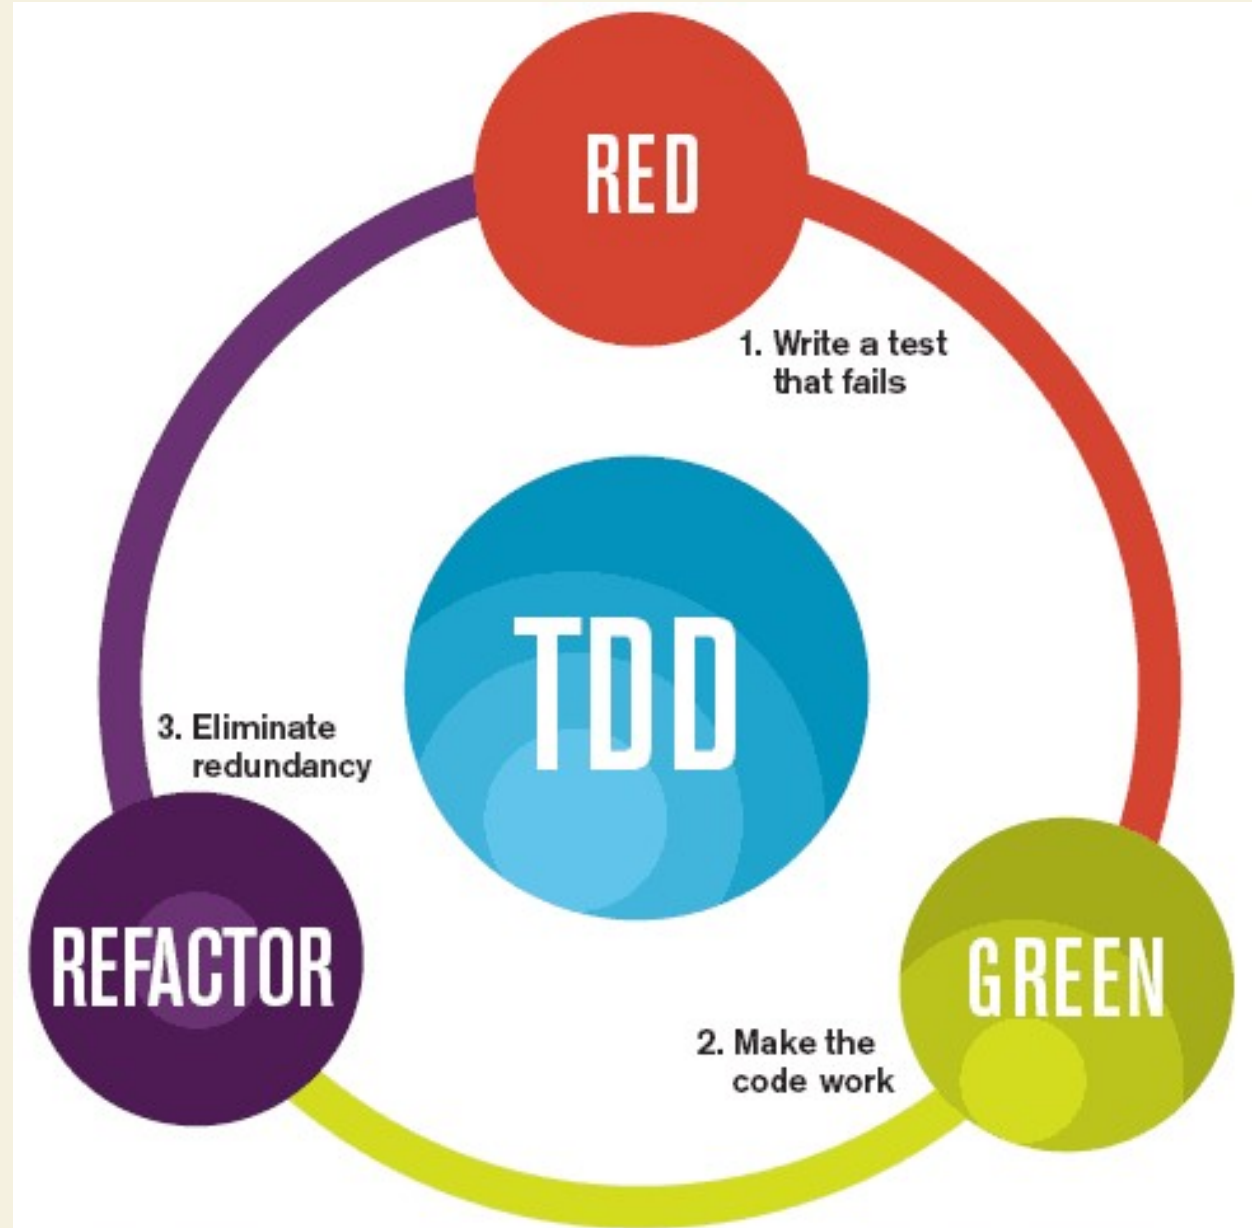 RED
1. Write a test
that fails
TDD
3. Eliminate
redundancy
REFACTOR
GREEN
2. Make the
code work